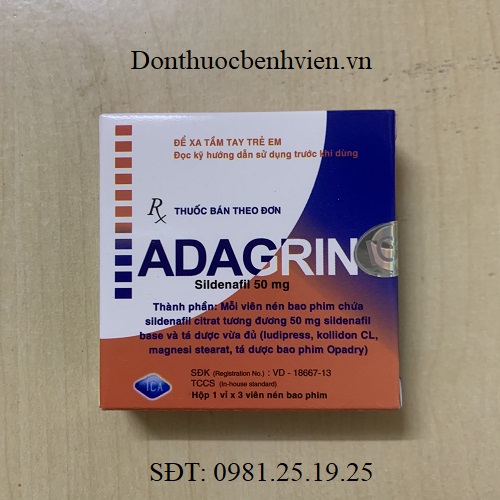 Donthuocbenhvien.vn
ĐỂ XA TẦM TAY TRẺ EM
Đọc kỹ hướng dẫn sử dụng trước khi dùng
Rx THUỐC BÁN THEO ĐƠN
ADAGRIN
Sildenafil 50 mg
Thành phần: Mỗi viên nén bao phim chứa
sildenafil citrat tương đương 50 mg sildenafil
base và tá dược vừa đủ (ludipress, kollidon CL,
magnesi stearat, tá dược bao phim Opadry)
SĐK (Registration No.) : VD - 18667-13
TCCS (In-house standard)
Hộp 1 vỉ x 3 viên nén bao phim
ICA
SĐT: 0981.25.19.25